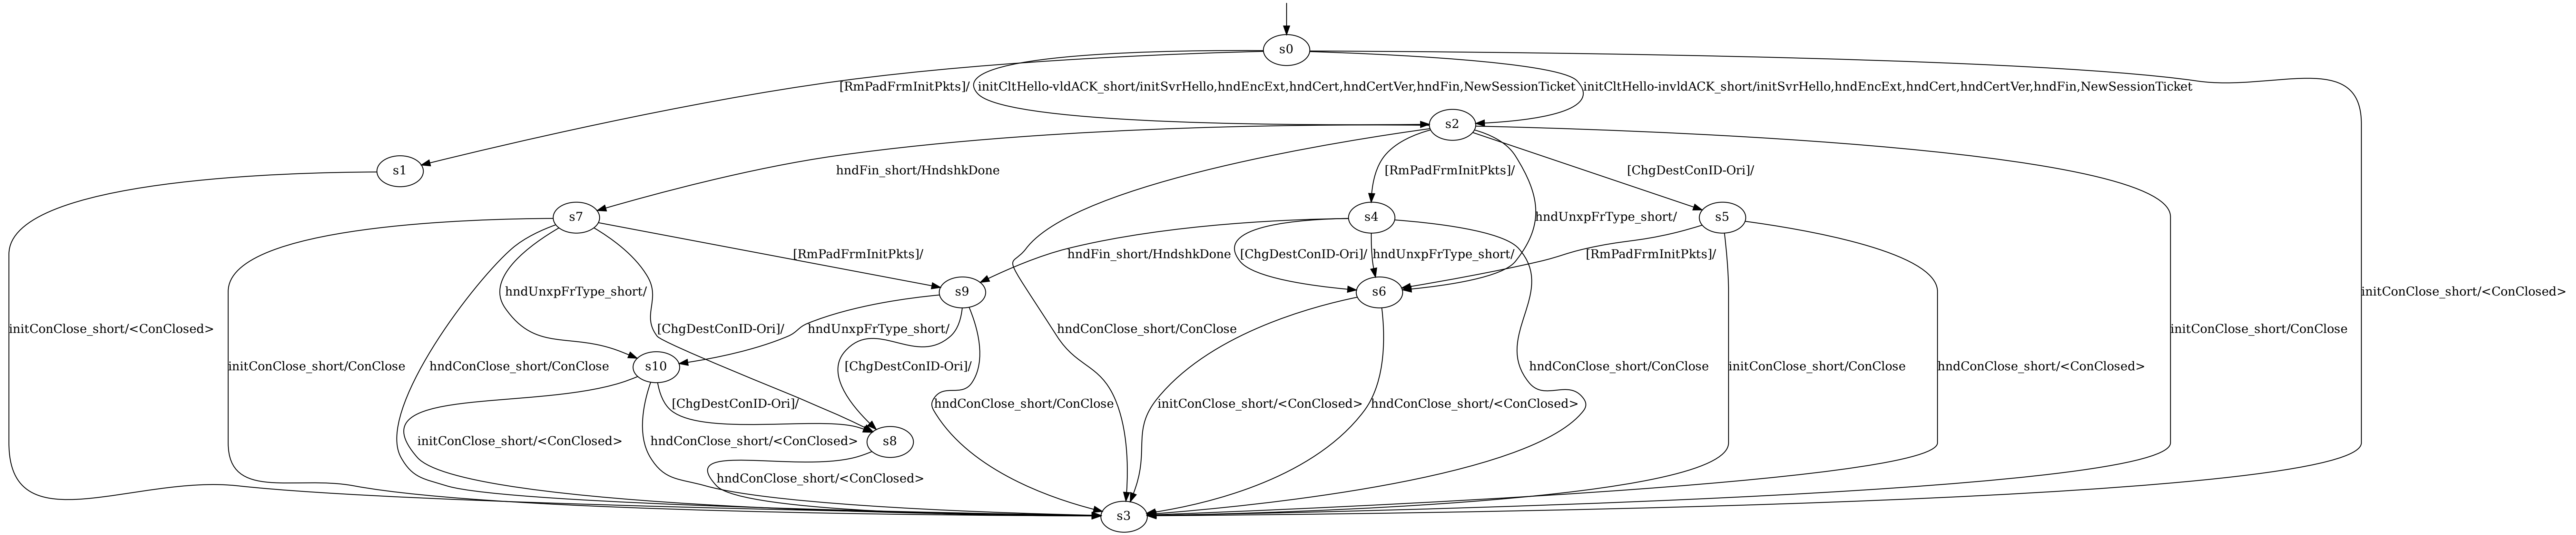 s0
[RmPadFrmInitPkts]/
initCltHello-vldACK_short/initSvrHello,hndEncExt,hndCert,hndCertVer,hndFin,NewSessionTicket
initCltHello-invldACK_short/initSvrHello,hndEncExt,hndCert,hndCertVer,hndFin,NewSessionTicket
s2
s1
hndFin_short/HndshkDone
[RmPadFrmInitPkts]/
[ChgDestConID-Ori]/
s7
s4
hndUnxpFrType_short/
s5
[RmPadFrmInitPkts]/
hndFin_short/HndshkDone
[ChgDestConID-Ori]/
hndUnxpFrType_short/
[RmPadFrmInitPkts]/
hndUnxpFrType_short/
s9
s6
initConClose_short/<ConClosed>
initConClose_short/<ConClosed>
[ChgDestConID-Ori]/
hndUnxpFrType_short/
hndConClose_short/ConClose
initConClose_short/ConClose
initConClose_short/ConClose
hndConClose_short/ConClose
s10
[ChgDestConID-Ori]/
hndConClose_short/ConClose
initConClose_short/ConClose
hndConClose_short/<ConClosed>
[ChgDestConID-Ori]/
hndConClose_short/ConClose
initConClose_short/<ConClosed>
hndConClose_short/<ConClosed>
initConClose_short/<ConClosed>
hndConClose_short/<ConClosed>
s8
hndConClose_short/<ConClosed>
s3